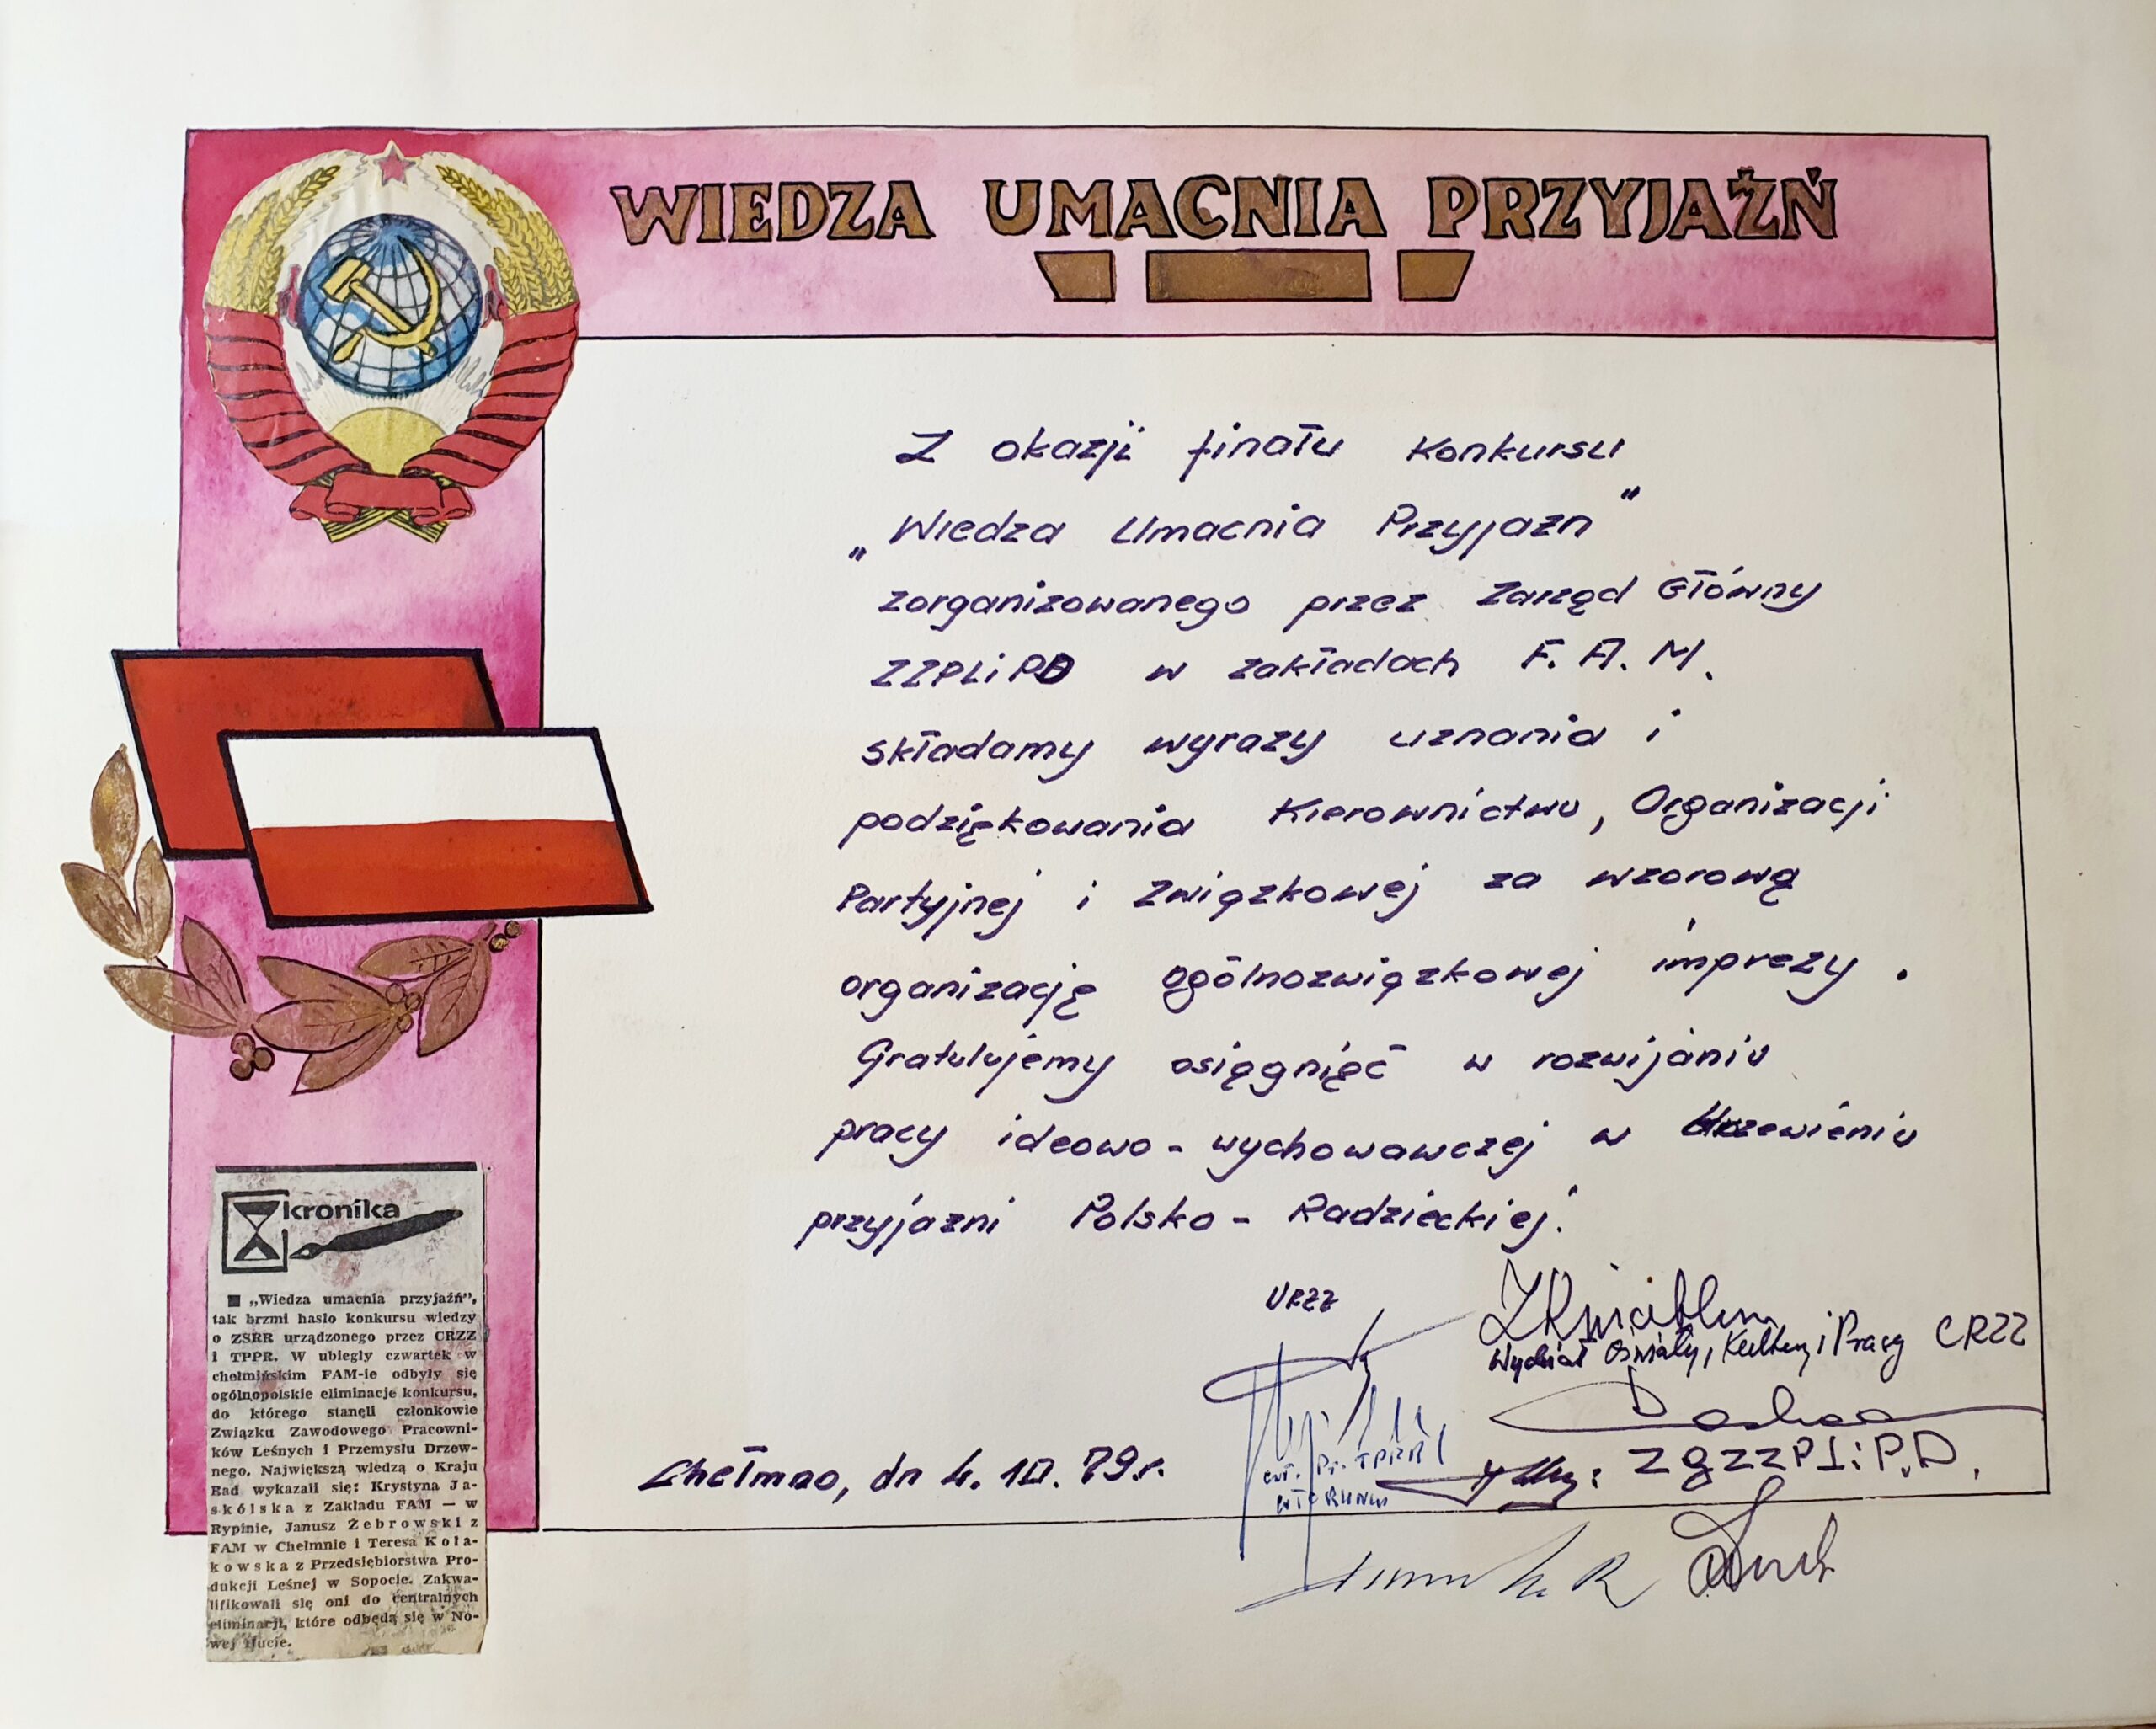 WIEDZA UMACNIA PRZYJAŹŃ
Z okazji finału Konkursu
„Wiedza Umacnia Przyjazn"
zorganizowanego przez Zarząd Główny
ZZPLiPD w zakładach F.A.M.
składamy wyrazy uznania i
podziękowania Kierownictwu, Organizacji
Partyjnej i Związkowej za wzorową
organizację ogólnozwiązkowej imprezy.
Gratulujemy osiągnięć w rozwijaniu
pracy ideowo-wychowawczej w krzewieniu
przyjazni Polsko-Radzieckiej!
URZZ
Wydział Oświaty, Kultury i Pracy CRZZ
ZGZZPLiP.D.
Chełmno, dn 4.10.79r.
kronika
■ „Wiedza umacnia przyjaźń",
tak brzmi hasło konkursu wiedzy
o ZSRR urządzonego przez CRZZ
i TPPR. W ubiegły czwartek w
chełmińskim FAM-ie odbyły się
ogólnopolskie eliminacje konkursu,
do którego stanęli członkowie
Związku Zawodowego Pracowni-
ków Leśnych i Przemysłu Drzew-
nego. Największą wiedzą o Kraju
Rad wykazali się: Krystyna Ja-
skólska z Zakładu FAM — w
Rypinie, Janusz Żebrowski z
FAM w Chełmnie i Teresa Koła-
kowska z Przedsiębiorstwa Pro-
dukcji Leśnej w Sopocie. Zakwa-
lifikowali się oni do centralnych
eliminacji, które odbędą się w No-
wej Hucie.